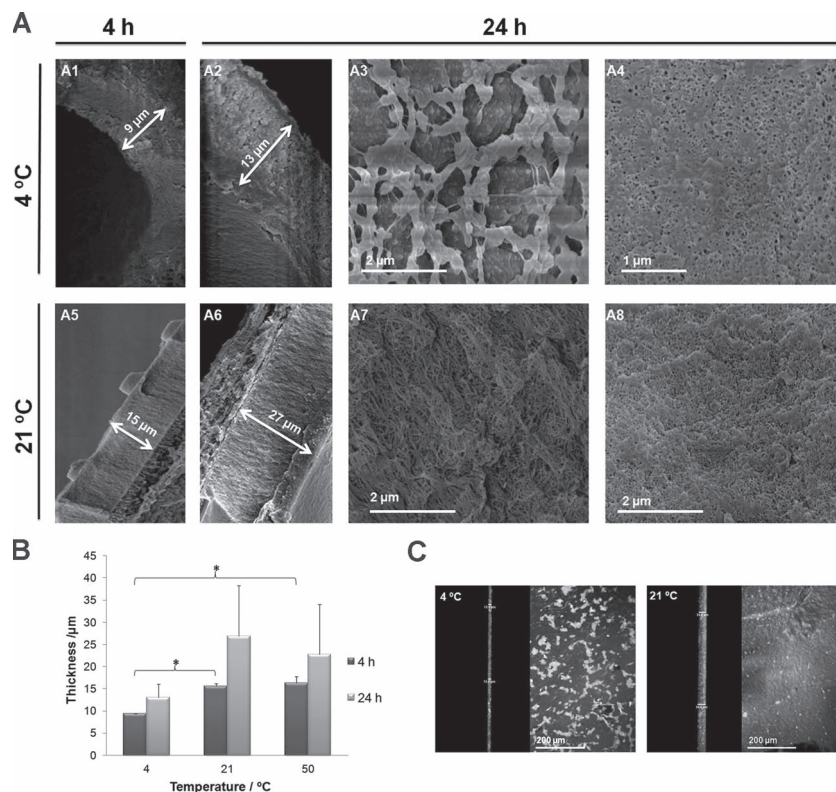 A
4 h
24 h
4 ºC
A1
9 µm
A2
13 µm
A3
2 µm
A4
1 µm
21 ºC
A5
15 µm
A6
27 µm
A7
2 µm
A8
2 µm
B
Thickness /µm
45
40
35
30
25
20
15
10
5
0
*
*
4 h
24 h
4
21
50
Temperature / ºC
C
4 ºC
200 µm
21 ºC
200 µm